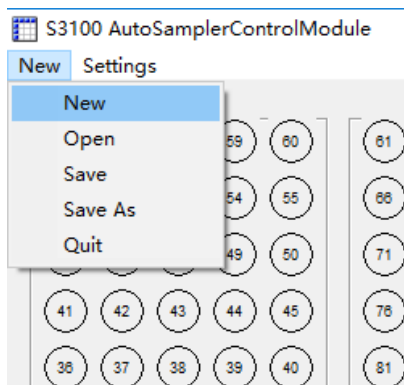 S3100 AutoSamplerControlModule
New Settings
New
Open
Save
Save As
Quit
59 60 61
54 55 66
49 50 71
41 42 43 44 45 76
36 37 38 39 40 81